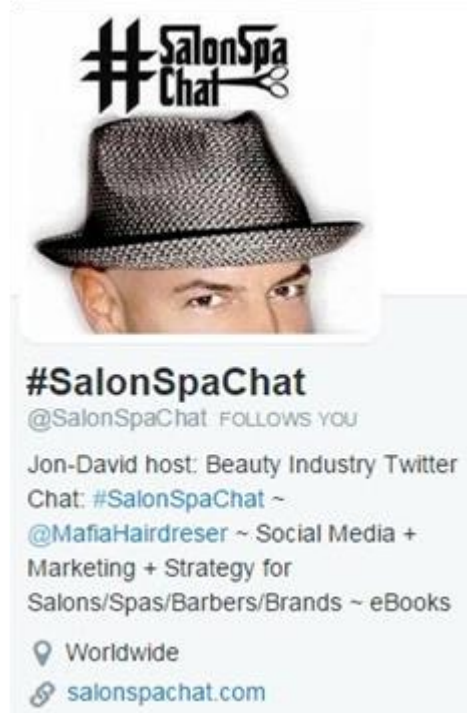 #SalonSpa
Chat
#SalonSpaChat
@SalonSpaChat FOLLOWS YOU
Jon-David host: Beauty Industry Twitter
Chat: #SalonSpaChat ~
@MafiaHairdreser ~ Social Media +
Marketing + Strategy for
Salons/Spas/Barbers/Brands ~ eBooks
Worldwide
salonspachat.com